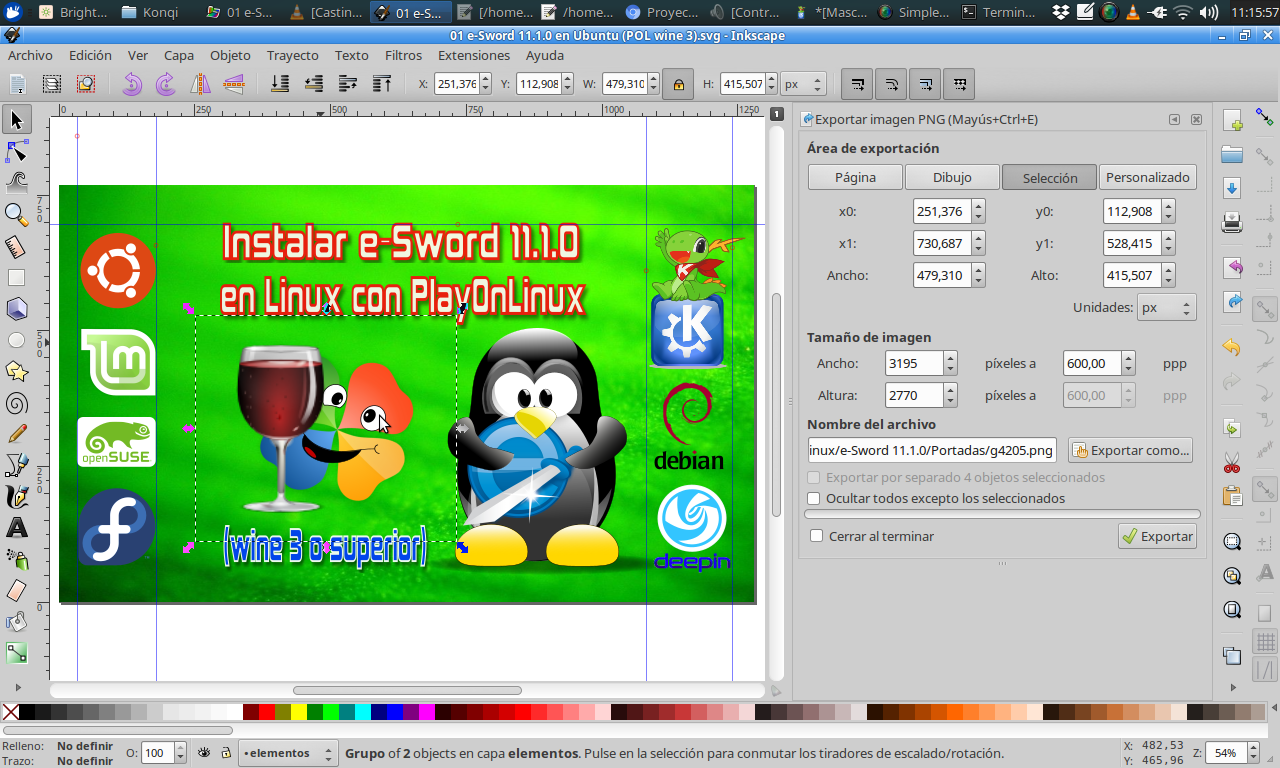 Bright...
Konqi
01 e-S...
[Castin...
01 e-S...
[/home...
/home...
Proyec...
[Contr...
*[Masc...
Simple...
Termin...
11:15:57
01 e-Sword 11.1.0 en Ubuntu (POL wine 3).svg - Inkscape
Archivo Edición Ver Capa Objeto Trayecto Texto Filtros Extensiones Ayuda
X: 251,376 Y: 112,908 W: 479,310 H: 415,507 px
0 250 500 750 1000 1250
1
750
500
250
0
Instalar e-Sword 11.1.0
en Linux con PlayOnLinux
(wine 3 o superior)
openSUSE
debian
deepin
Exportar imagen PNG (Mayús+Ctrl+E)
Área de exportación
Página Dibujo Selección Personalizado
x0: 251,376 y0: 112,908
x1: 730,687 y1: 528,415
Ancho: 479,310 Alto: 415,507
Unidades: px
Tamaño de imagen
Ancho: 3195 píxeles a 600,00 ppp
Altura: 2770 píxeles a 600,00 ppp
Nombre del archivo
inux/e-Sword 11.1.0/Portadas/g4205.png Exportar como...
Exportar por separado 4 objetos seleccionados
Ocultar todos excepto los seleccionados
Cerrar al terminar Exportar
Relleno: No definir
Trazo: No definir
O: 100
•elementos
Grupo of 2 objects en capa elementos. Pulse en la selección para conmutar los tiradores de escalado/rotación.
X: 482,53
Y: 465,96
Z: 54%